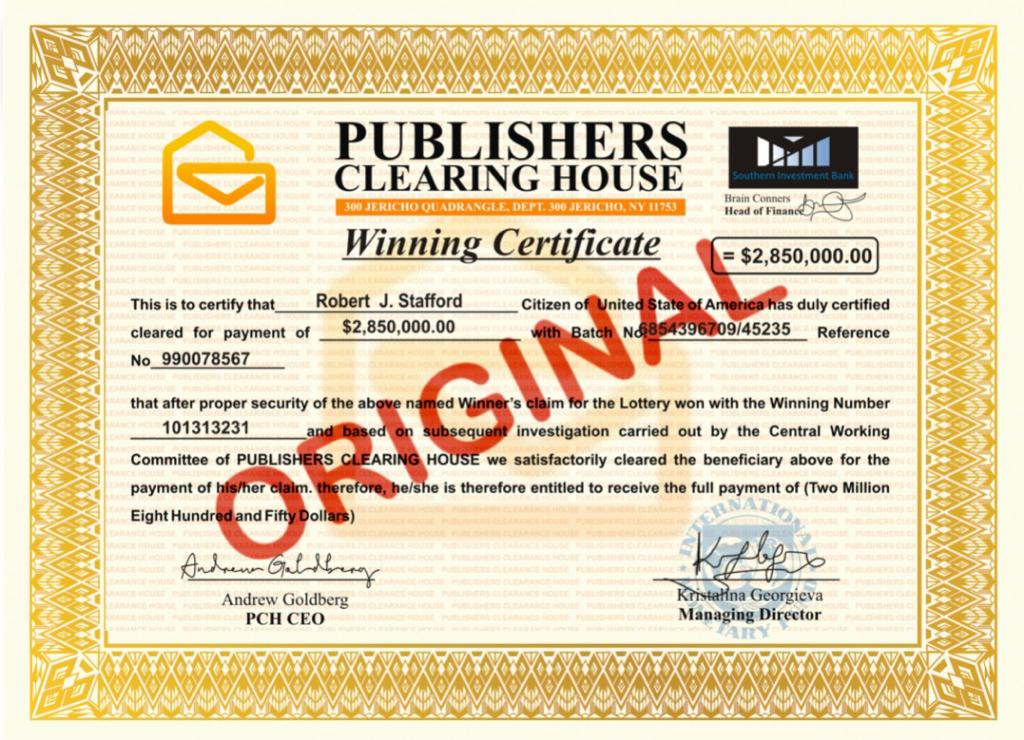 PUBLISHERS
CLEARING HOUSE
300 JERICHO QUADRANGLE, DEPT. 300 JERICHO, NY 11753
Southern Investment Bank
Brain Conners
Head of Finance
Winning Certificate
= $2,850,000.00
This is to certify that Robert J. Stafford Citizen of United State of America has duly certified
cleared for payment of $2,850,000.00 with Batch No 6854396709/45235 Reference
No 990078567
that after proper security of the above named Winner's claim for the Lottery won with the Winning Number
101313231 and based on subsequent investigation carried out by the Central Working
Committee of PUBLISHERS CLEARING HOUSE we satisfactorily cleared the beneficiary above for the
payment of his/her claim. therefore, he/she is therefore entitled to receive the full payment of (Two Million
Eight Hundred and Fifty Dollars)
ORIGINAL
INTERNATIONAL
Andrew Goldberg
Andrew Goldberg
PCH CEO
Kristalina Georgieva
Managing Director